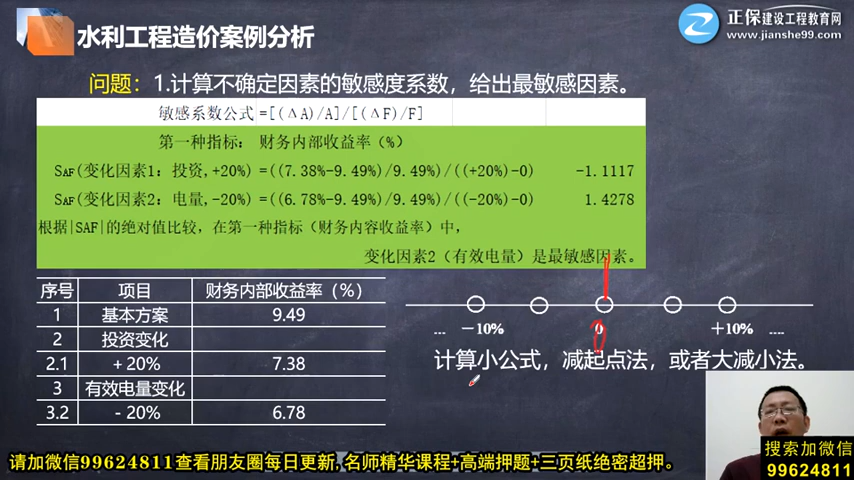 水利工程造价案例分析
正保建设工程教育网
www.jianshe99.com
问题：1.计算不确定因素的敏感度系数，给出最敏感因素。
敏感系数公式=[(ΔA)/A]/[(ΔF)/F]
第一种指标：财务内部收益率（%）
SAF(变化因素1：投资,+20%)=((7.38%-9.49%)/9.49%)/((+20%)-0) -1.1117
SAF(变化因素2：电量,-20%)=((6.78%-9.49%)/9.49%)/((-20%)-0) 1.4278
根据|SAF|的绝对值比较，在第一种指标（财务内容收益率）中，
变化因素2（有效电量）是最敏感因素。
序号 项目 财务内部收益率（%）
1 基本方案 9.49
2 投资变化
2.1 +20% 7.38
3 有效电量变化
3.2 -20% 6.78
... －10% 0 ＋10% ....
计算小公式，减起点法，或者大减小法。
搜索加微信
99624811
请加微信99624811查看朋友圈每日更新,名师精华课程+高端押题+三页纸绝密超押。